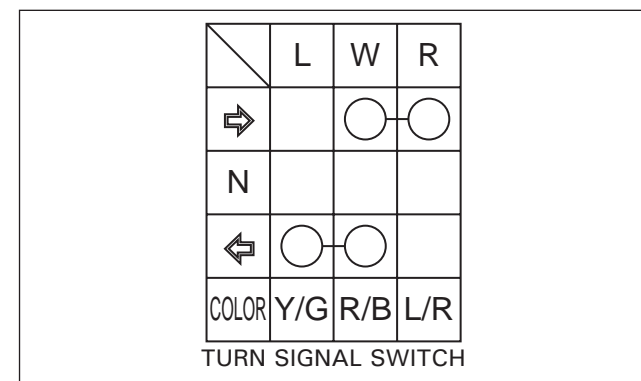 L W R
N
COLOR Y/G R/B L/R
TURN SIGNAL SWITCH